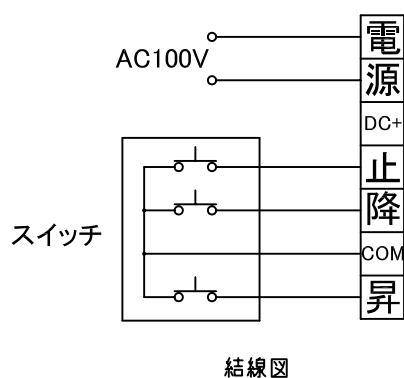 AC100V
電
源
DC+
止
降
COM
昇
スイッチ
結線図